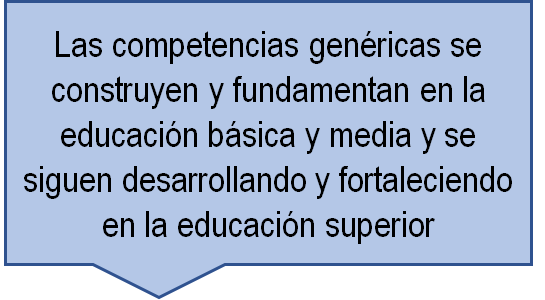 Las competencias genéricas se
construyen y fundamentan en la
educación básica y media y se
siguen desarrollando y fortaleciendo
en la educación superior